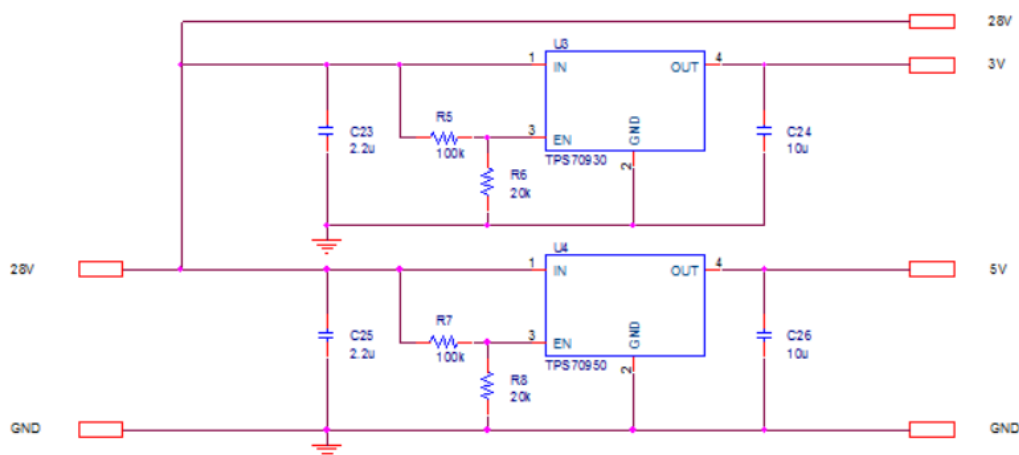 28V
U3
1 IN OUT 4 3V
C23
2.2u
R5
100k
3 EN
GND
2
TPS70930
R6
20k
C24
10u
U4
28V 1 IN OUT 4 5V
C25
2.2u
R7
100k
3 EN
GND
2
TPS70950
R8
20k
C26
10u
GND GND